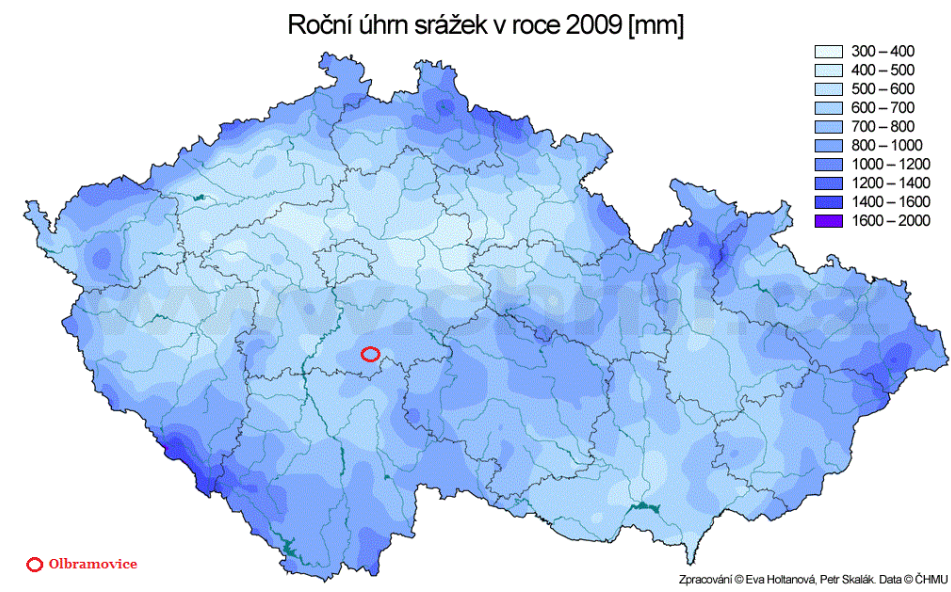 Roční úhrn srážek v roce 2009 [mm]
300 – 400
400 – 500
500 – 600
600 – 700
700 – 800
800 – 1000
1000 – 1200
1200 – 1400
1400 – 1600
1600 – 2000
Olbramovice
Zpracování © Eva Holtanová, Petr Skalák. Data © ČHMU